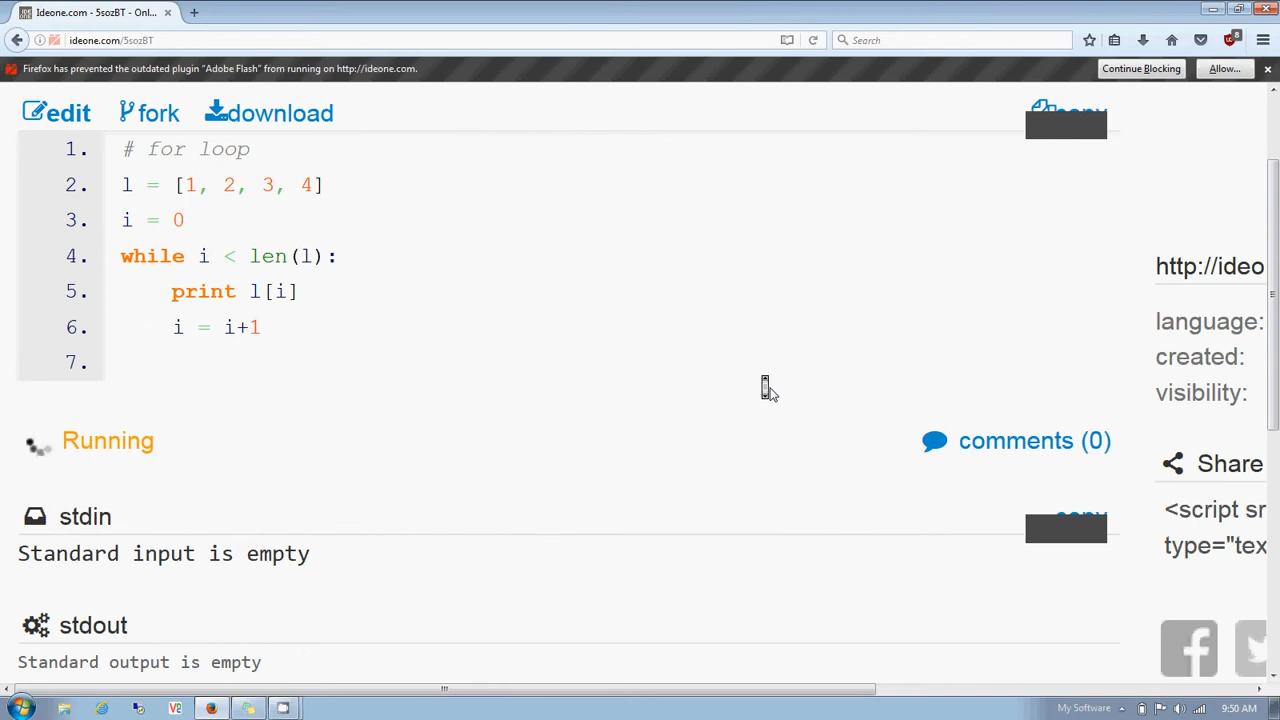 Ideone.com - 5sozBT - Onl...
ideone.com/5sozBT
Search
8
Firefox has prevented the outdated plugin "Adobe Flash" from running on http://ideone.com.
Continue Blocking
Allow...
edit fork download
1. # for loop
2. l = [1, 2, 3, 4]
3. i = 0
4. while i < len(l):
5. print l[i]
6. i = i+1
7.
http://ideo
language:
created:
visibility:
Running
comments (0)
Share
<script sr
type="tex
stdin
Standard input is empty
stdout
Standard output is empty
My Software
9:50 AM